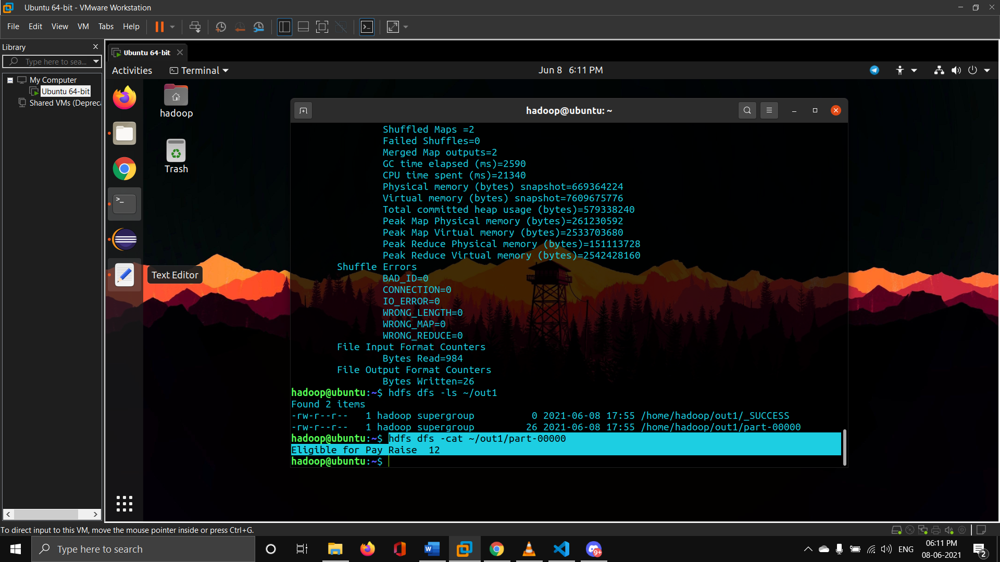 Ubuntu 64-bit - VMware Workstation
File Edit View VM Tabs Help
Library
Type here to sea...
My Computer
Ubuntu 64-bit
Shared VMs (Depreca
Ubuntu 64-bit
Activities
Terminal
Jun 8 6:11 PM
hadoop
Trash
Text Editor
hadoop@ubuntu: ~
Shuffled Maps =2
Failed Shuffles=0
Merged Map outputs=2
GC time elapsed (ms)=2590
CPU time spent (ms)=21340
Physical memory (bytes) snapshot=669364224
Virtual memory (bytes) snapshot=7609675776
Total committed heap usage (bytes)=579338240
Peak Map Physical memory (bytes)=261230592
Peak Map Virtual memory (bytes)=2533703680
Peak Reduce Physical memory (bytes)=151113728
Peak Reduce Virtual memory (bytes)=2542428160
Shuffle Errors
BAD_ID=0
CONNECTION=0
IO_ERROR=0
WRONG_LENGTH=0
WRONG_MAP=0
WRONG_REDUCE=0
File Input Format Counters
Bytes Read=984
File Output Format Counters
Bytes Written=26
hadoop@ubuntu:~$ hdfs dfs -ls ~/out1
Found 2 items
-rw-r--r--   1 hadoop supergroup          0 2021-06-08 17:55 /home/hadoop/out1/_SUCCESS
-rw-r--r--   1 hadoop supergroup         26 2021-06-08 17:55 /home/hadoop/out1/part-00000
hadoop@ubuntu:~$ hdfs dfs -cat ~/out1/part-00000
Eligible for Pay Raise  12
hadoop@ubuntu:~$
To direct input to this VM, move the mouse pointer inside or press Ctrl+G.
Type here to search
9+
ENG
06:11 PM
08-06-2021
2